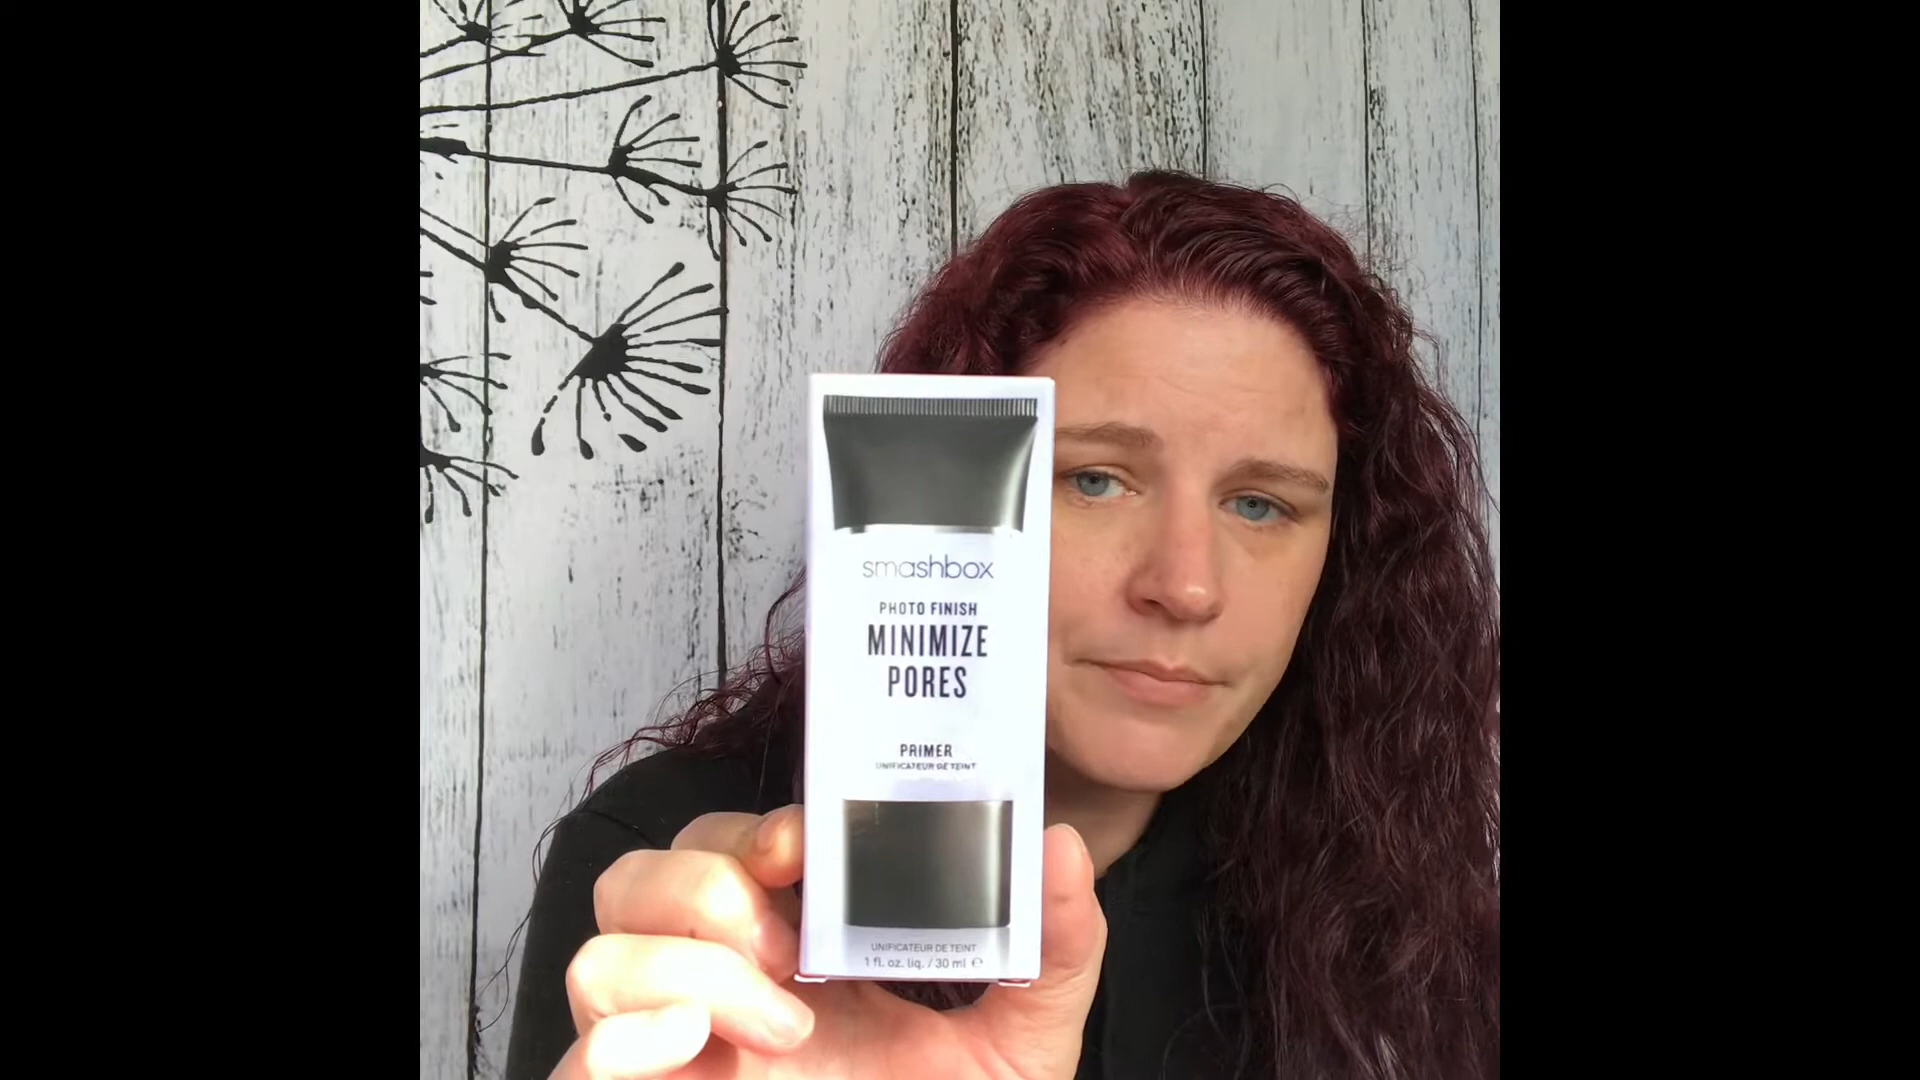 smashbox
PHOTO FINISH
MINIMIZE
PORES
PRIMER
UNIFICATEUR DE TEINT
UNIFICATEUR DE TEINT
1 fl. oz. liq. / 30 ml ℮